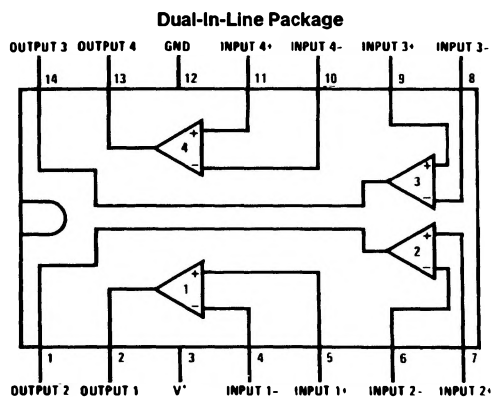 Dual-In-Line Package
OUTPUT 3 OUTPUT 4 GND INPUT 4+ INPUT 4- INPUT 3+ INPUT 3-
14 13 12 11 10 9 8
+
4
-
+
3
-
+
2
-
+
1
-
1 2 3 4 5 6 7
OUTPUT 2 OUTPUT 1 V+ INPUT 1- INPUT 1+ INPUT 2- INPUT 2+